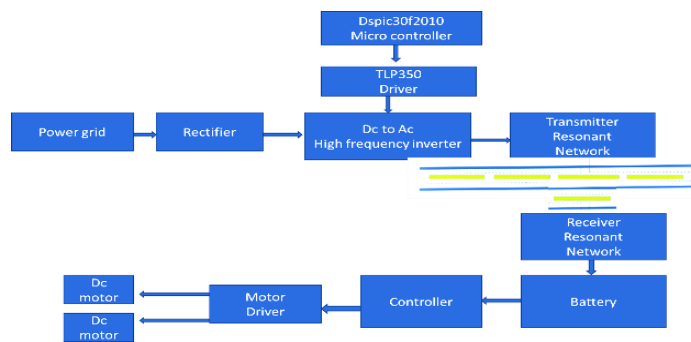 Dspic30f2010
Micro controller
TLP350
Driver
Power grid
Rectifier
Dc to Ac
High frequency inverter
Transmitter
Resonant
Network
Receiver
Resonant
Network
Dc
motor
Motor
Driver
Controller
Battery
Dc
motor